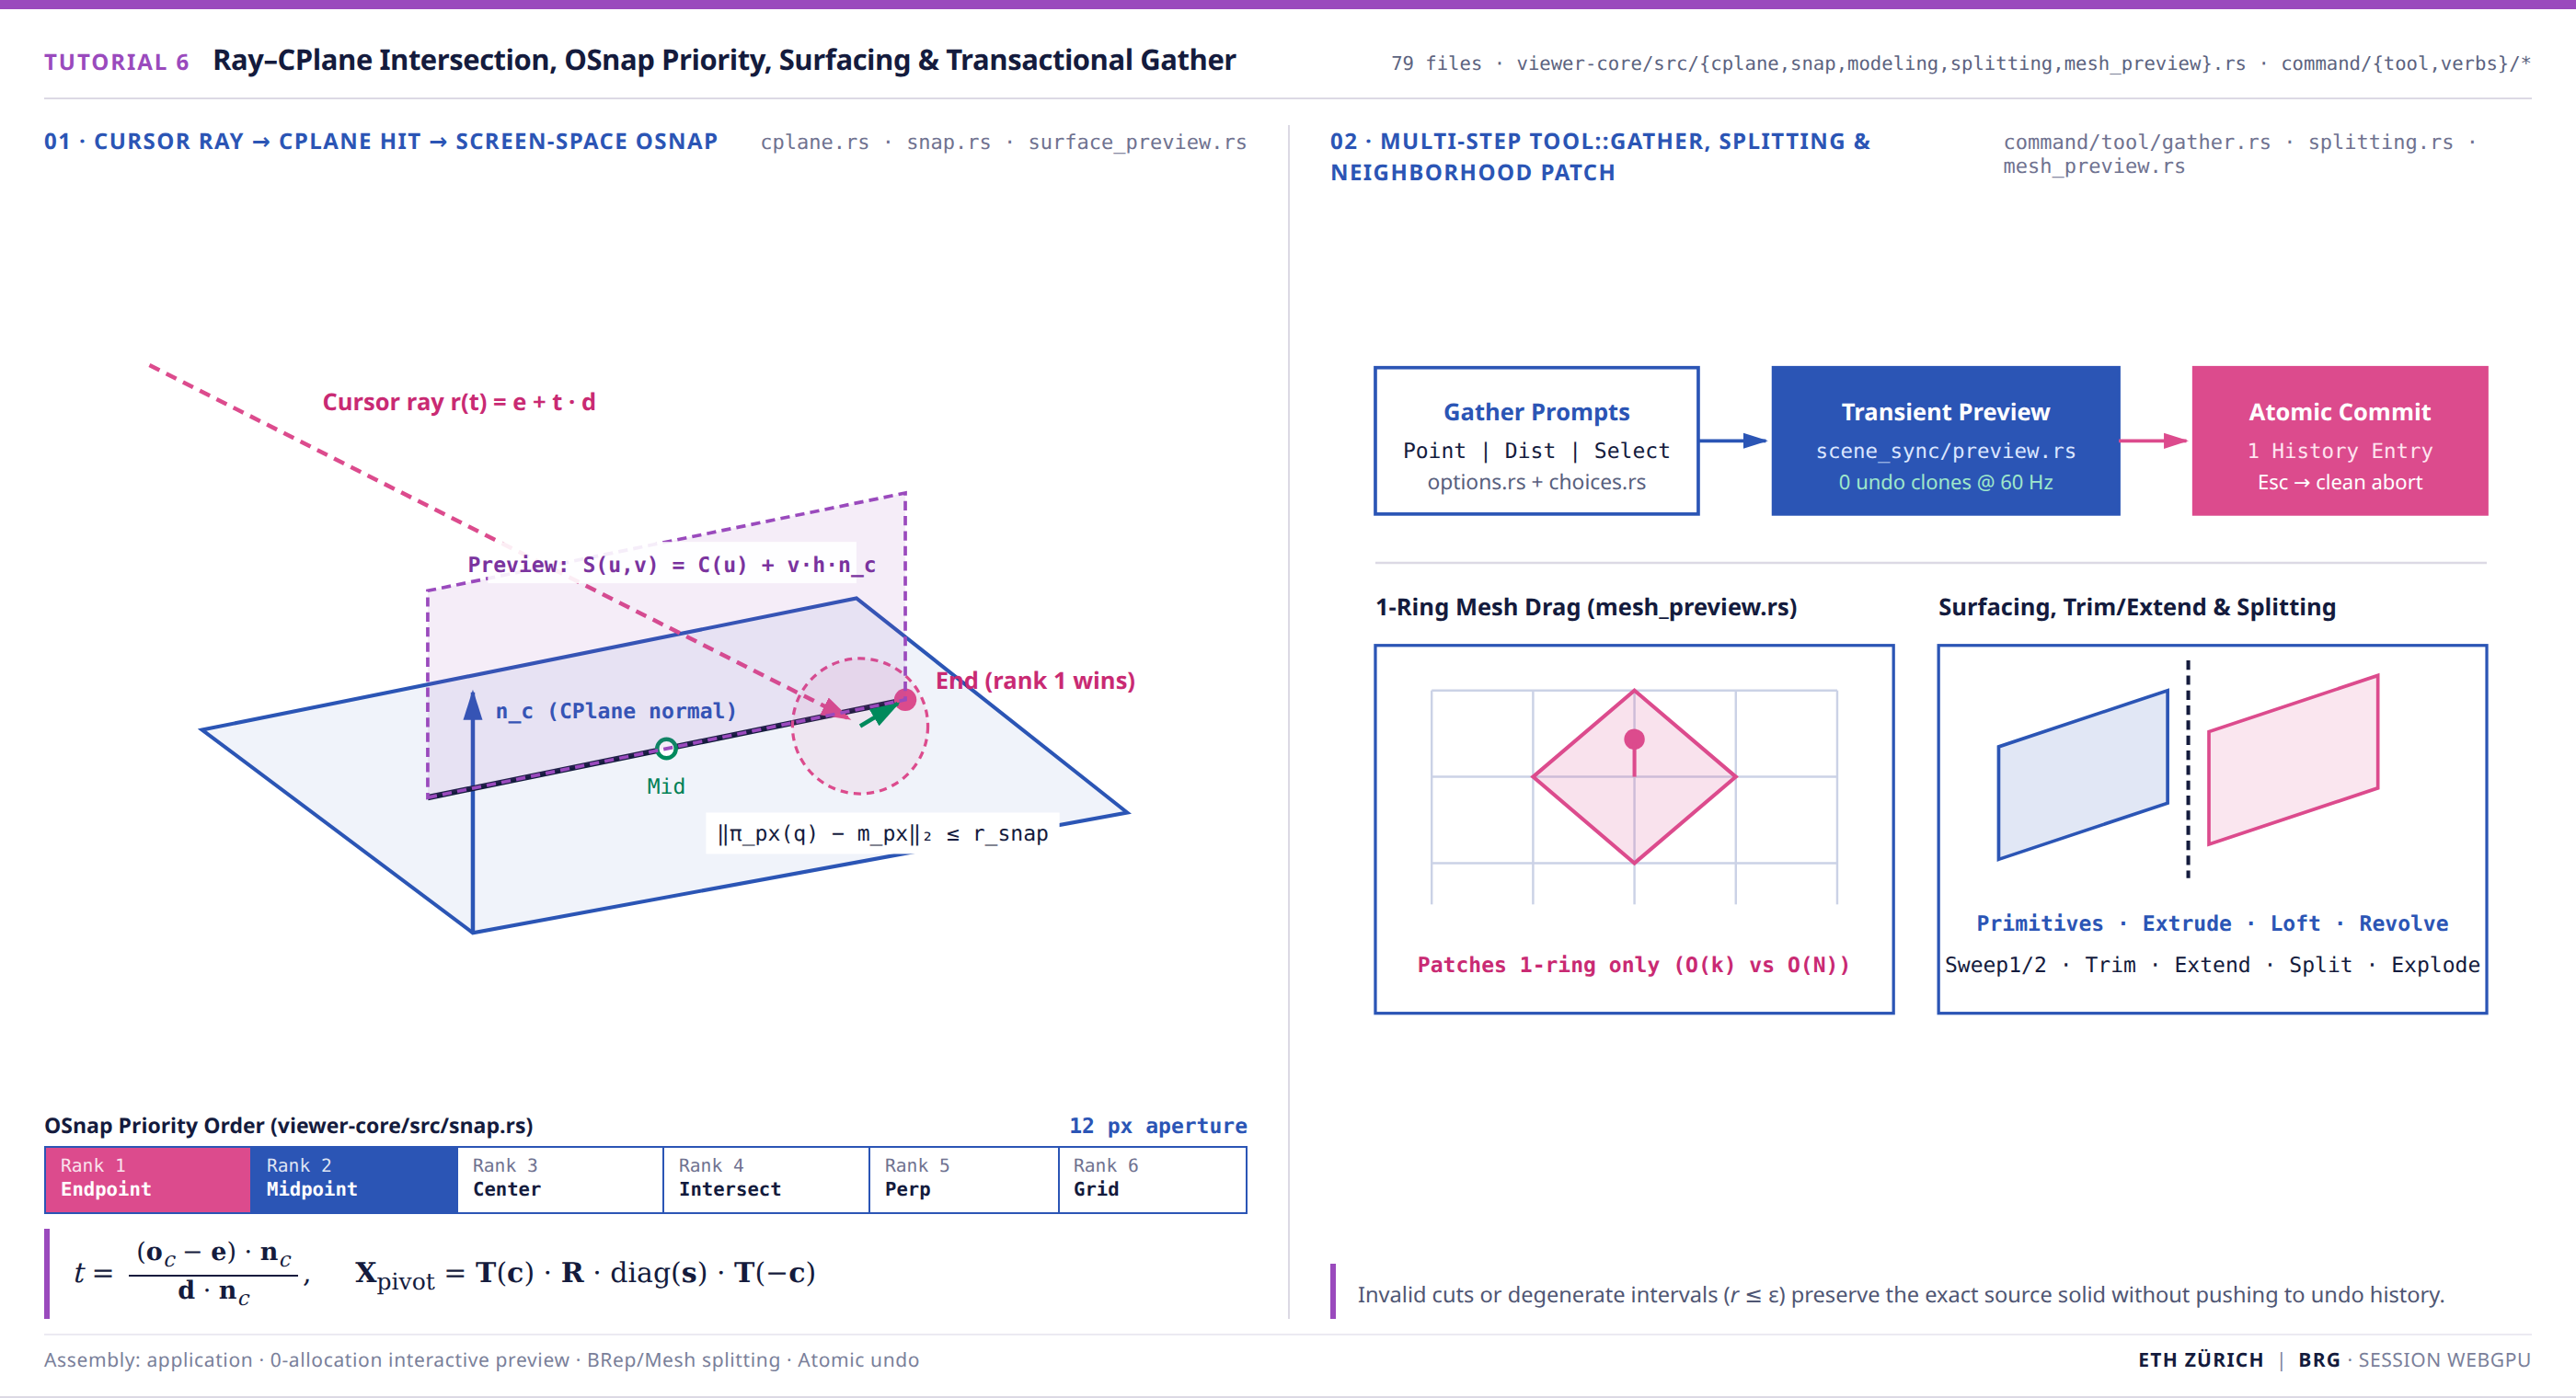 TUTORIAL 6 Ray–CPlane Intersection, OSnap Priority, Surfacing & Transactional Gather
79 files · viewer-core/src/{cplane,snap,modeling,splitting,mesh_preview}.rs · command/{tool,verbs}/*
01 · CURSOR RAY → CPLANE HIT → SCREEN-SPACE OSNAP
cplane.rs · snap.rs · surface_preview.rs
Cursor ray r(t) = e + t · d
Preview: S(u,v) = C(u) + v·h·n_c
End (rank 1 wins)
n_c (CPlane normal)
Mid
‖π_px(q) − m_px‖₂ ≤ r_snap
OSnap Priority Order (viewer-core/src/snap.rs)
12 px aperture
Rank 1
Endpoint
Rank 2
Midpoint
Rank 3
Center
Rank 4
Intersect
Rank 5
Perp
Rank 6
Grid
t = (o_c − e) · n_c / d · n_c , X_pivot = T(c) · R · diag(s) · T(−c)
02 · MULTI-STEP TOOL::GATHER, SPLITTING &
NEIGHBORHOOD PATCH
command/tool/gather.rs · splitting.rs ·
mesh_preview.rs
Gather Prompts
Point | Dist | Select
options.rs + choices.rs
Transient Preview
scene_sync/preview.rs
0 undo clones @ 60 Hz
Atomic Commit
1 History Entry
Esc → clean abort
1-Ring Mesh Drag (mesh_preview.rs)
Patches 1-ring only (O(k) vs O(N))
Surfacing, Trim/Extend & Splitting
Primitives · Extrude · Loft · Revolve
Sweep1/2 · Trim · Extend · Split · Explode
Invalid cuts or degenerate intervals (r ≤ ε) preserve the exact source solid without pushing to undo history.
Assembly: application · 0-allocation interactive preview · BRep/Mesh splitting · Atomic undo
ETH ZÜRICH | BRG · SESSION WEBGPU